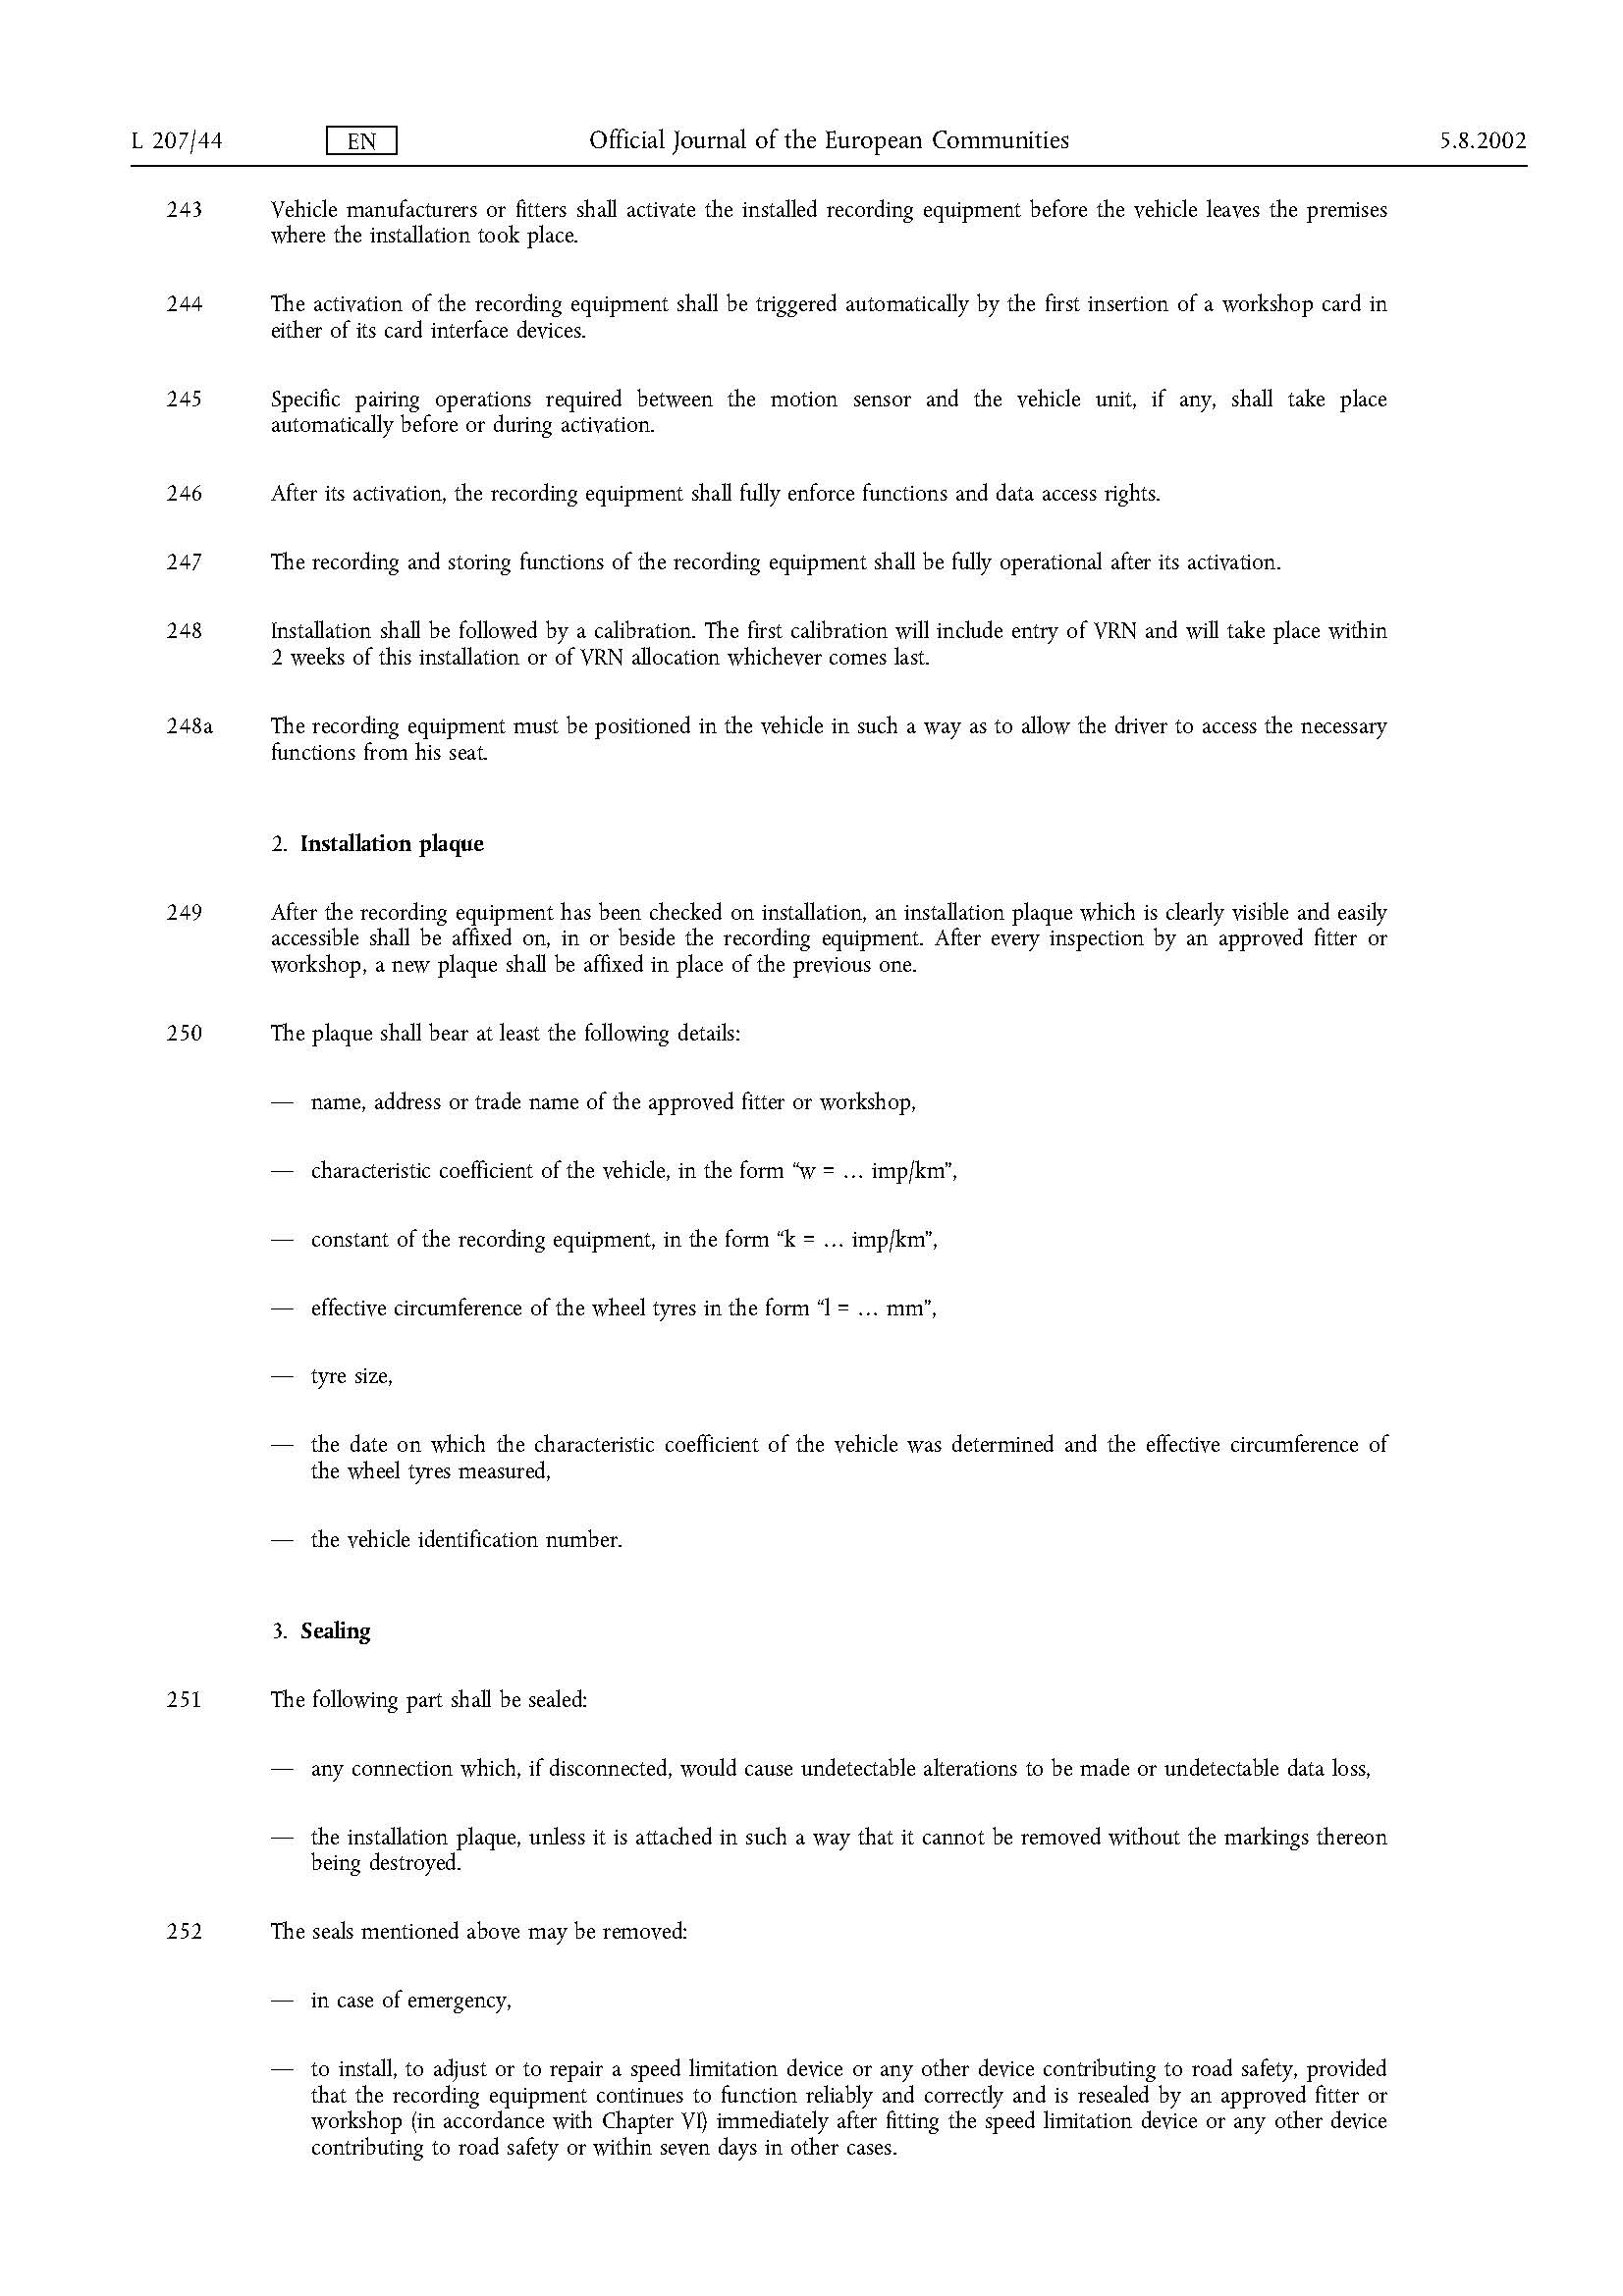 L 207/44 EN Official Journal of the European Communities 5.8.2002
243 Vehicle manufacturers or fitters shall activate the installed recording equipment before the vehicle leaves the premises
where the installation took place.
244 The activation of the recording equipment shall be triggered automatically by the first insertion of a workshop card in
either of its card interface devices.
245 Specific pairing operations required between the motion sensor and the vehicle unit, if any, shall take place
automatically before or during activation.
246 After its activation, the recording equipment shall fully enforce functions and data access rights.
247 The recording and storing functions of the recording equipment shall be fully operational after its activation.
248 Installation shall be followed by a calibration. The first calibration will include entry of VRN and will take place within
2 weeks of this installation or of VRN allocation whichever comes last.
248a The recording equipment must be positioned in the vehicle in such a way as to allow the driver to access the necessary
functions from his seat.
2. Installation plaque
249 After the recording equipment has been checked on installation, an installation plaque which is clearly visible and easily
accessible shall be affixed on, in or beside the recording equipment. After every inspection by an approved fitter or
workshop, a new plaque shall be affixed in place of the previous one.
250 The plaque shall bear at least the following details:
— name, address or trade name of the approved fitter or workshop,
— characteristic coefficient of the vehicle, in the form “w = … imp/km”,
— constant of the recording equipment, in the form “k = … imp/km”,
— effective circumference of the wheel tyres in the form “l = … mm”,
— tyre size,
— the date on which the characteristic coefficient of the vehicle was determined and the effective circumference of
the wheel tyres measured,
— the vehicle identification number.
3. Sealing
251 The following part shall be sealed:
— any connection which, if disconnected, would cause undetectable alterations to be made or undetectable data loss,
— the installation plaque, unless it is attached in such a way that it cannot be removed without the markings thereon
being destroyed.
252 The seals mentioned above may be removed:
— in case of emergency,
— to install, to adjust or to repair a speed limitation device or any other device contributing to road safety, provided
that the recording equipment continues to function reliably and correctly and is resealed by an approved fitter or
workshop (in accordance with Chapter VI) immediately after fitting the speed limitation device or any other device
contributing to road safety or within seven days in other cases.